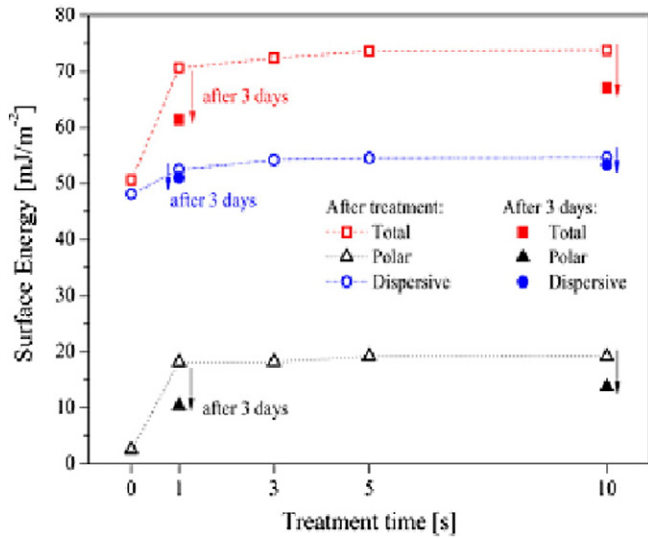 80
70
60
50
40
30
20
10
0
Surface Energy [mJ/m⁻²]
after 3 days
after 3 days
after 3 days
After treatment:
Total
Polar
Dispersive
After 3 days:
Total
Polar
Dispersive
0 1 3 5 10
Treatment time [s]